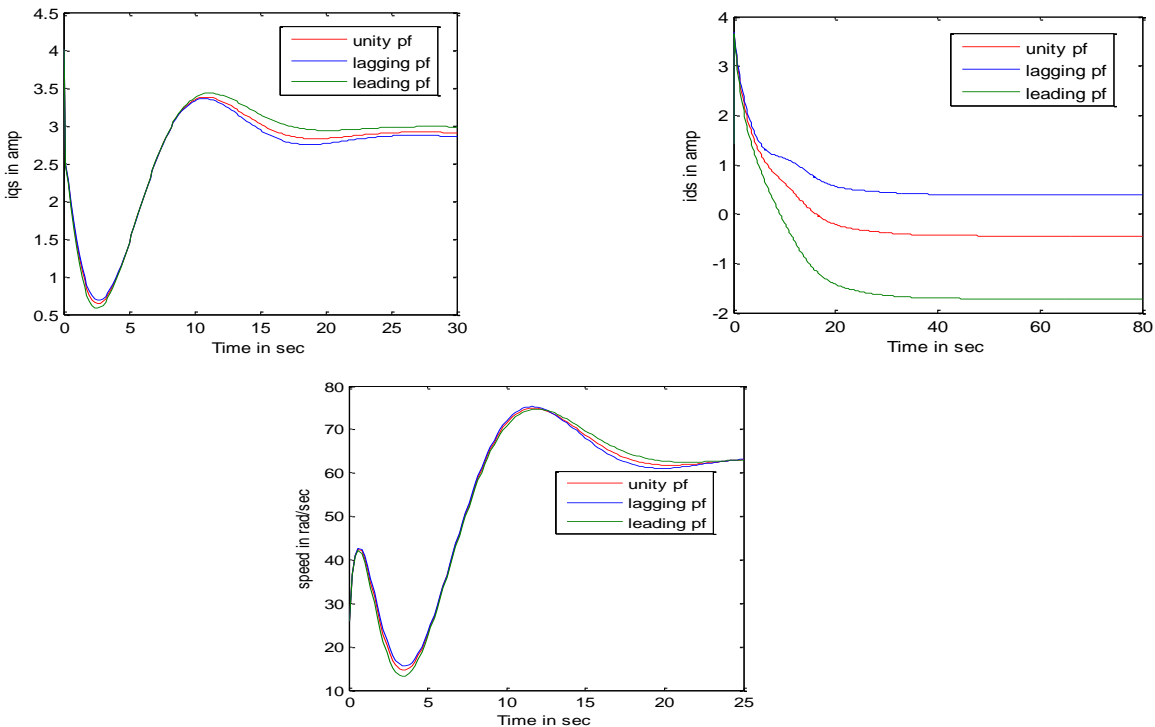 4.5
4
3.5
3
2.5
2
1.5
1
0.5
0 5 10 15 20 25 30
iqs in amp
Time in sec
unity pf
lagging pf
leading pf
4
3
2
1
0
-1
-2
0 20 40 60 80
ids in amp
Time in sec
unity pf
lagging pf
leading pf
80
70
60
50
40
30
20
10
0 5 10 15 20 25
speed in rad/sec
Time in sec
unity pf
lagging pf
leading pf